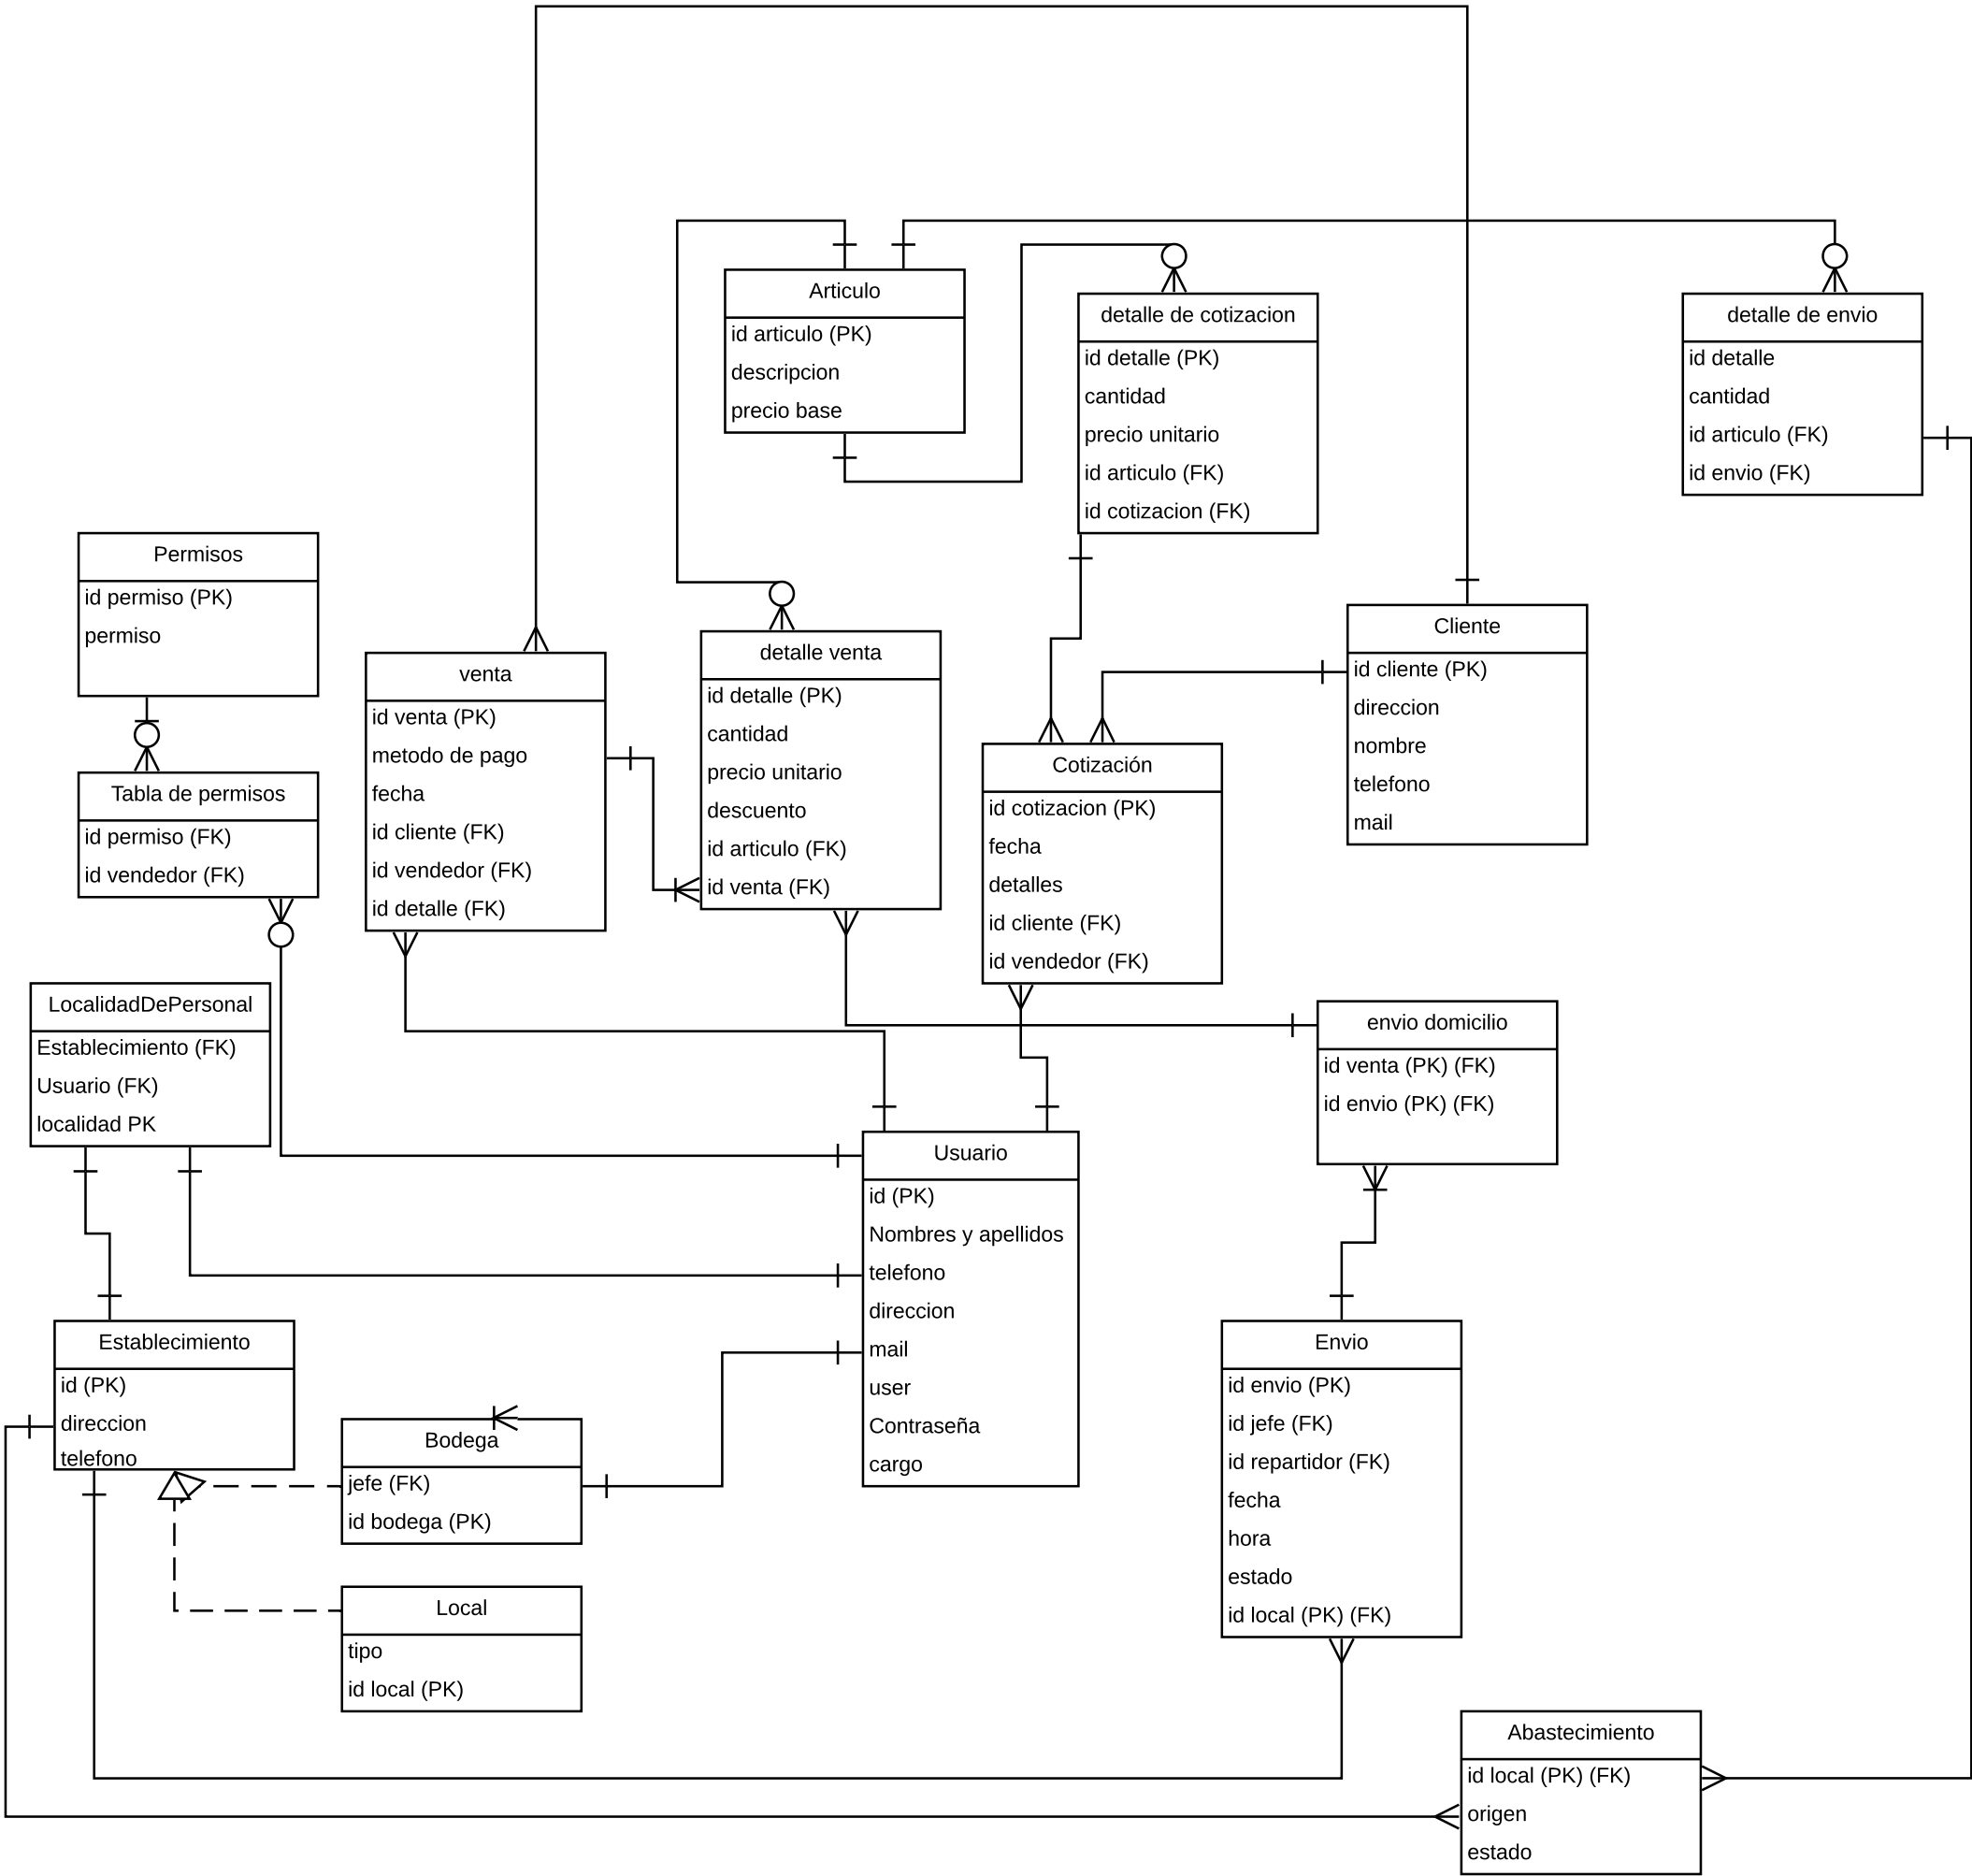 Articulo
id articulo (PK)
descripcion
precio base
detalle de cotizacion
id detalle (PK)
cantidad
precio unitario
id articulo (FK)
id cotizacion (FK)
detalle de envio
id detalle
cantidad
id articulo (FK)
id envio (FK)
Permisos
id permiso (PK)
permiso
Tabla de permisos
id permiso (FK)
id vendedor (FK)
venta
id venta (PK)
metodo de pago
fecha
id cliente (FK)
id vendedor (FK)
id detalle (FK)
detalle venta
id detalle (PK)
cantidad
precio unitario
descuento
id articulo (FK)
id venta (FK)
Cotización
id cotizacion (PK)
fecha
detalles
id cliente (FK)
id vendedor (FK)
Cliente
id cliente (PK)
direccion
nombre
telefono
mail
LocalidadDePersonal
Establecimiento (FK)
Usuario (FK)
localidad PK
envio domicilio
id venta (PK) (FK)
id envio (PK) (FK)
Usuario
id (PK)
Nombres y apellidos
telefono
direccion
mail
user
Contraseña
cargo
Establecimiento
id (PK)
direccion
telefono
Bodega
jefe (FK)
id bodega (PK)
Local
tipo
id local (PK)
Envio
id envio (PK)
id jefe (FK)
id repartidor (FK)
fecha
hora
estado
id local (PK) (FK)
Abastecimiento
id local (PK) (FK)
origen
estado